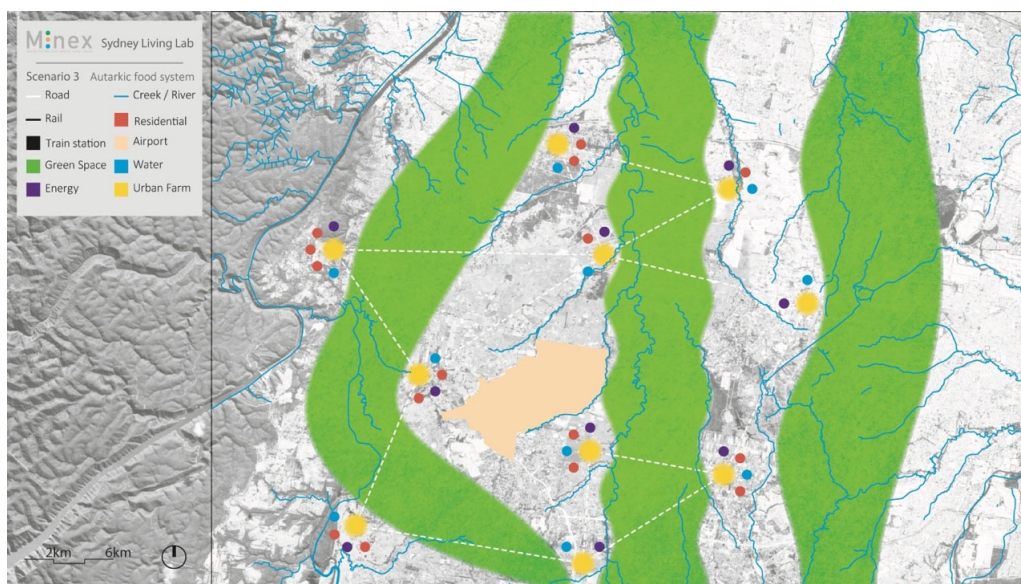 Minex Sydney Living Lab
Scenario 3 Autarkic food system
Road Creek / River
Rail Residential
Train station Airport
Green Space Water
Energy Urban Farm
2km 6km